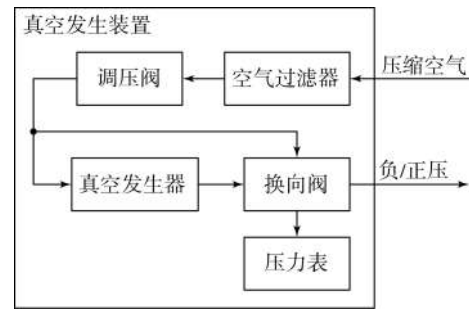 真空发生装置
调压阀
空气过滤器
压缩空气
真空发生器
换向阀
负/正压
压力表